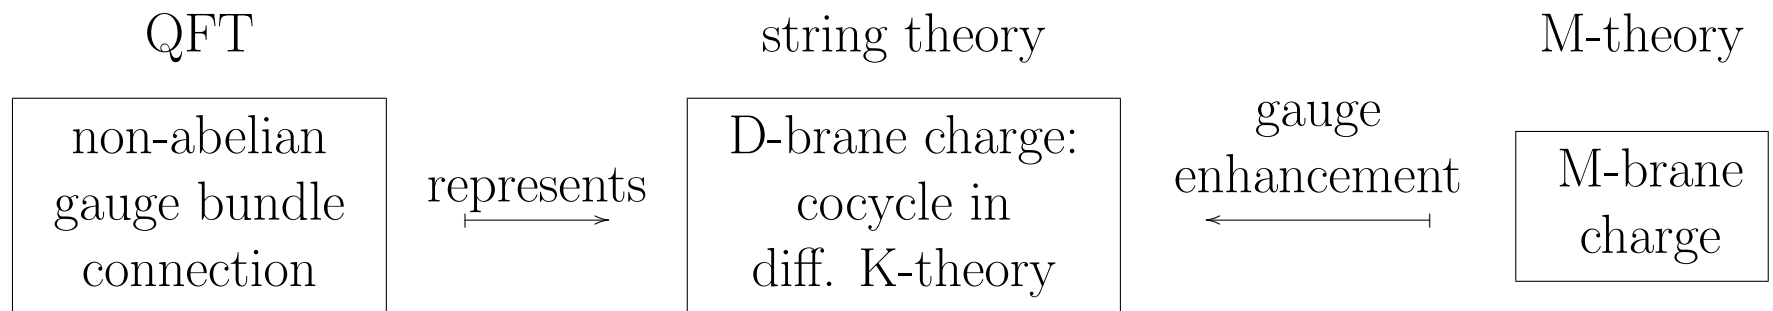 QFT
string theory
M-theory
non-abelian
gauge bundle
connection
represents
D-brane charge:
cocycle in
diff. K-theory
gauge
enhancement
M-brane
charge